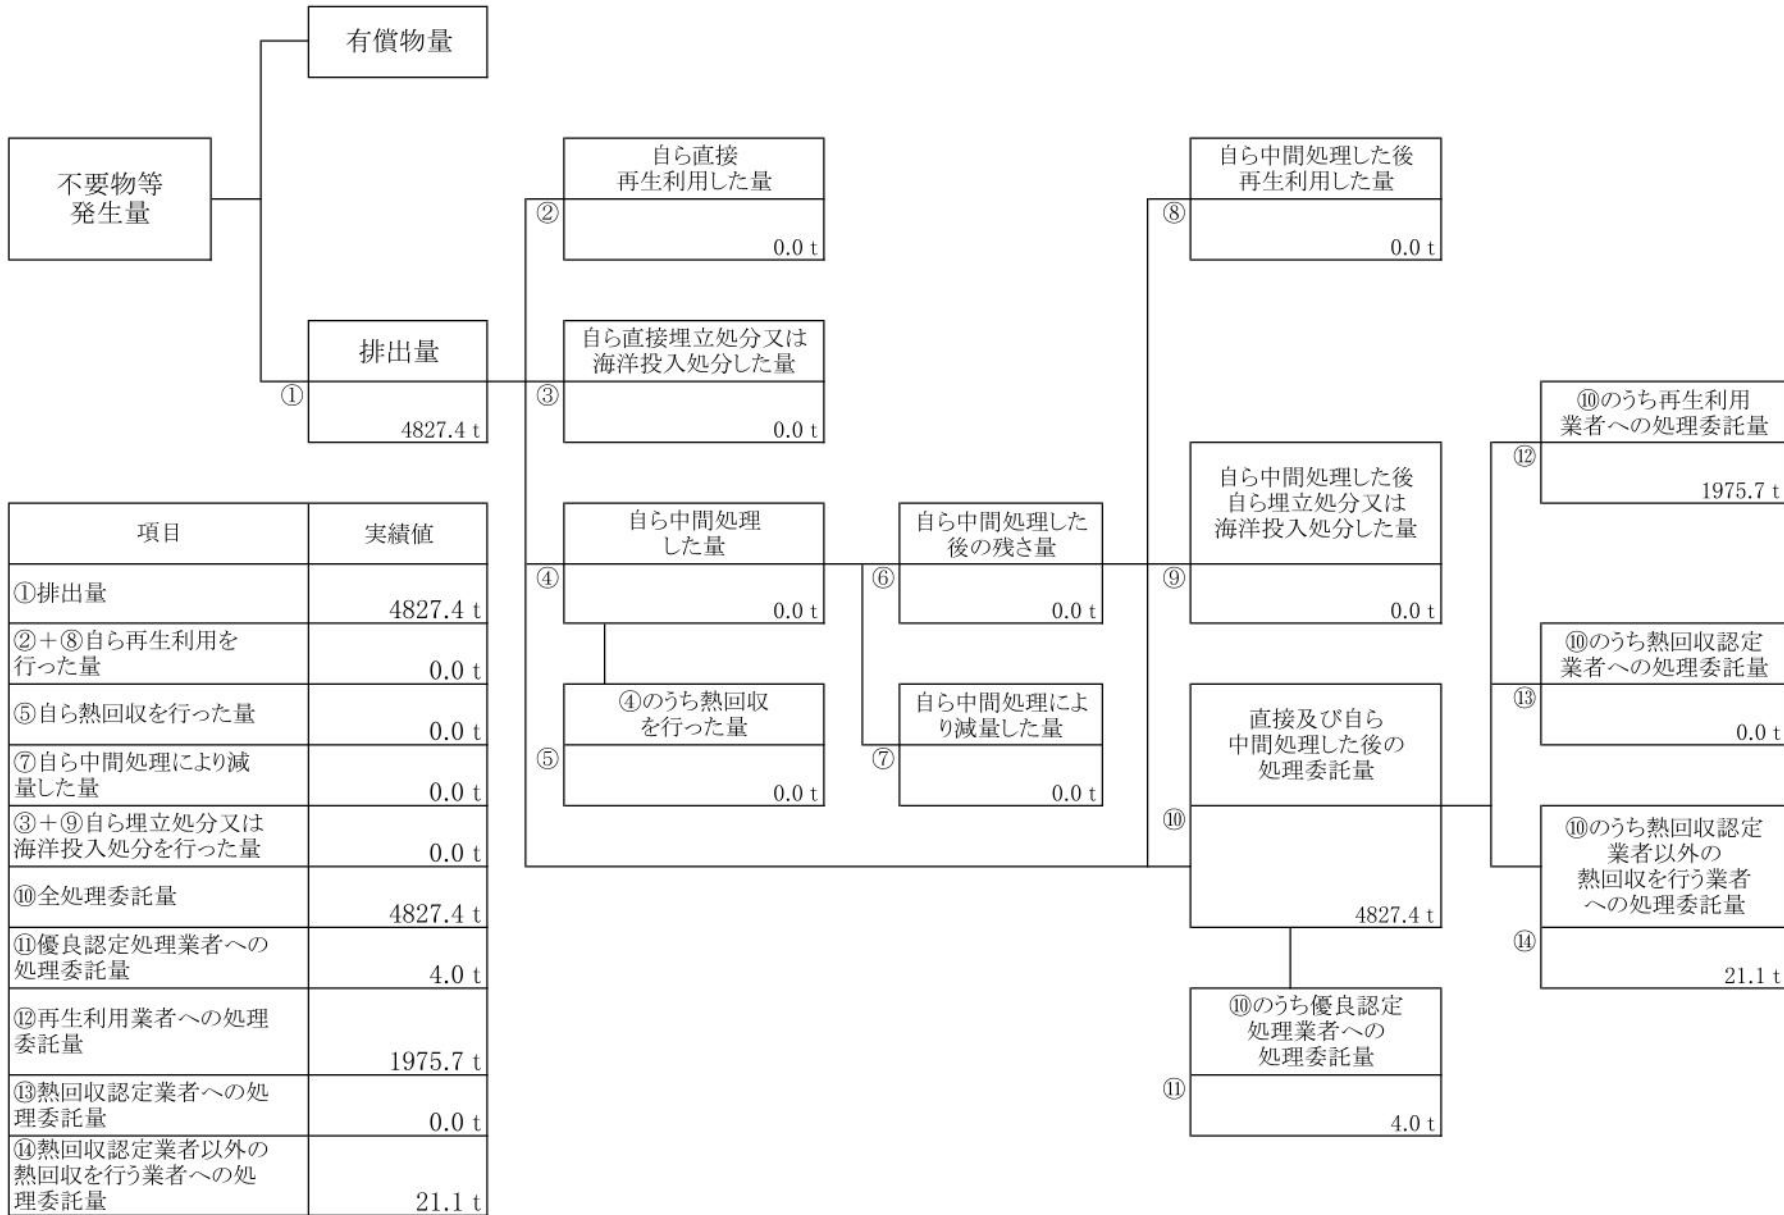 有償物量
不要物等
発生量
自ら直接
再生利用した量
②
0.0 t
自ら中間処理した後
再生利用した量
⑧
0.0 t
排出量
①
4827.4 t
自ら直接埋立処分又は
海洋投入処分した量
③
0.0 t
⑩のうち再生利用
業者への処理委託量
⑫
1975.7 t
自ら中間処理
した量
④
0.0 t
自ら中間処理した
後の残さ量
⑥
0.0 t
自ら中間処理した後
自ら埋立処分又は
海洋投入処分した量
⑨
0.0 t
⑩のうち熱回収認定
業者への処理委託量
⑬
0.0 t
④のうち熱回収
を行った量
⑤
0.0 t
自ら中間処理によ
り減量した量
⑦
0.0 t
直接及び自ら
中間処理した後の
処理委託量
⑩
4827.4 t
⑩のうち熱回収認定
業者以外の
熱回収を行う業者
への処理委託量
⑭
21.1 t
⑩のうち優良認定
処理業者への
処理委託量
⑪
4.0 t
項目 実績値
①排出量
4827.4 t
②+⑧自ら再生利用を
行った量 0.0 t
⑤自ら熱回収を行った量
0.0 t
⑦自ら中間処理により減
量した量 0.0 t
③+⑨自ら埋立処分又は
海洋投入処分を行った量 0.0 t
⑩全処理委託量
4827.4 t
⑪優良認定処理業者への
処理委託量 4.0 t
⑫再生利用業者への処理
委託量
1975.7 t
⑬熱回収認定業者への処
理委託量 0.0 t
⑭熱回収認定業者以外の
熱回収を行う業者への処
理委託量 21.1 t